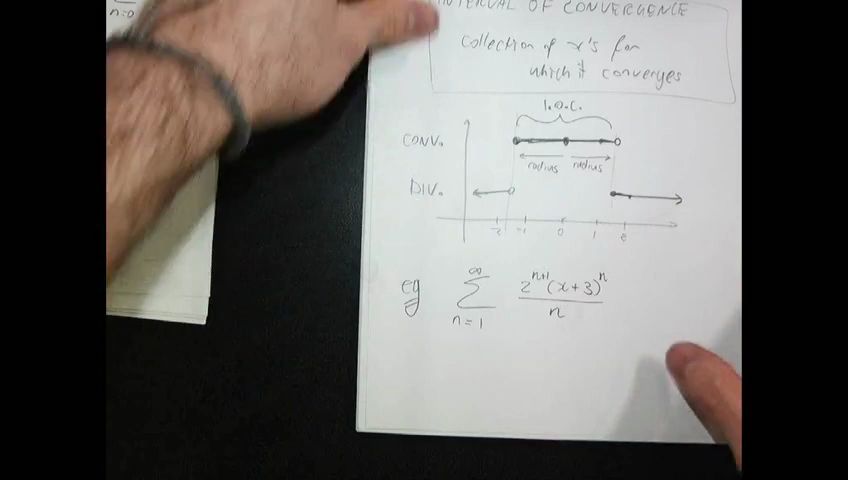 n=0
INTERVAL OF CONVERGENCE
collection of x's for
which it converges
I.O.C.
CONV.
radius radius
DIV.
-2 -1 0 1 2
eg ∞ Σ n=1 2^{n+1}(x+3)^n / n